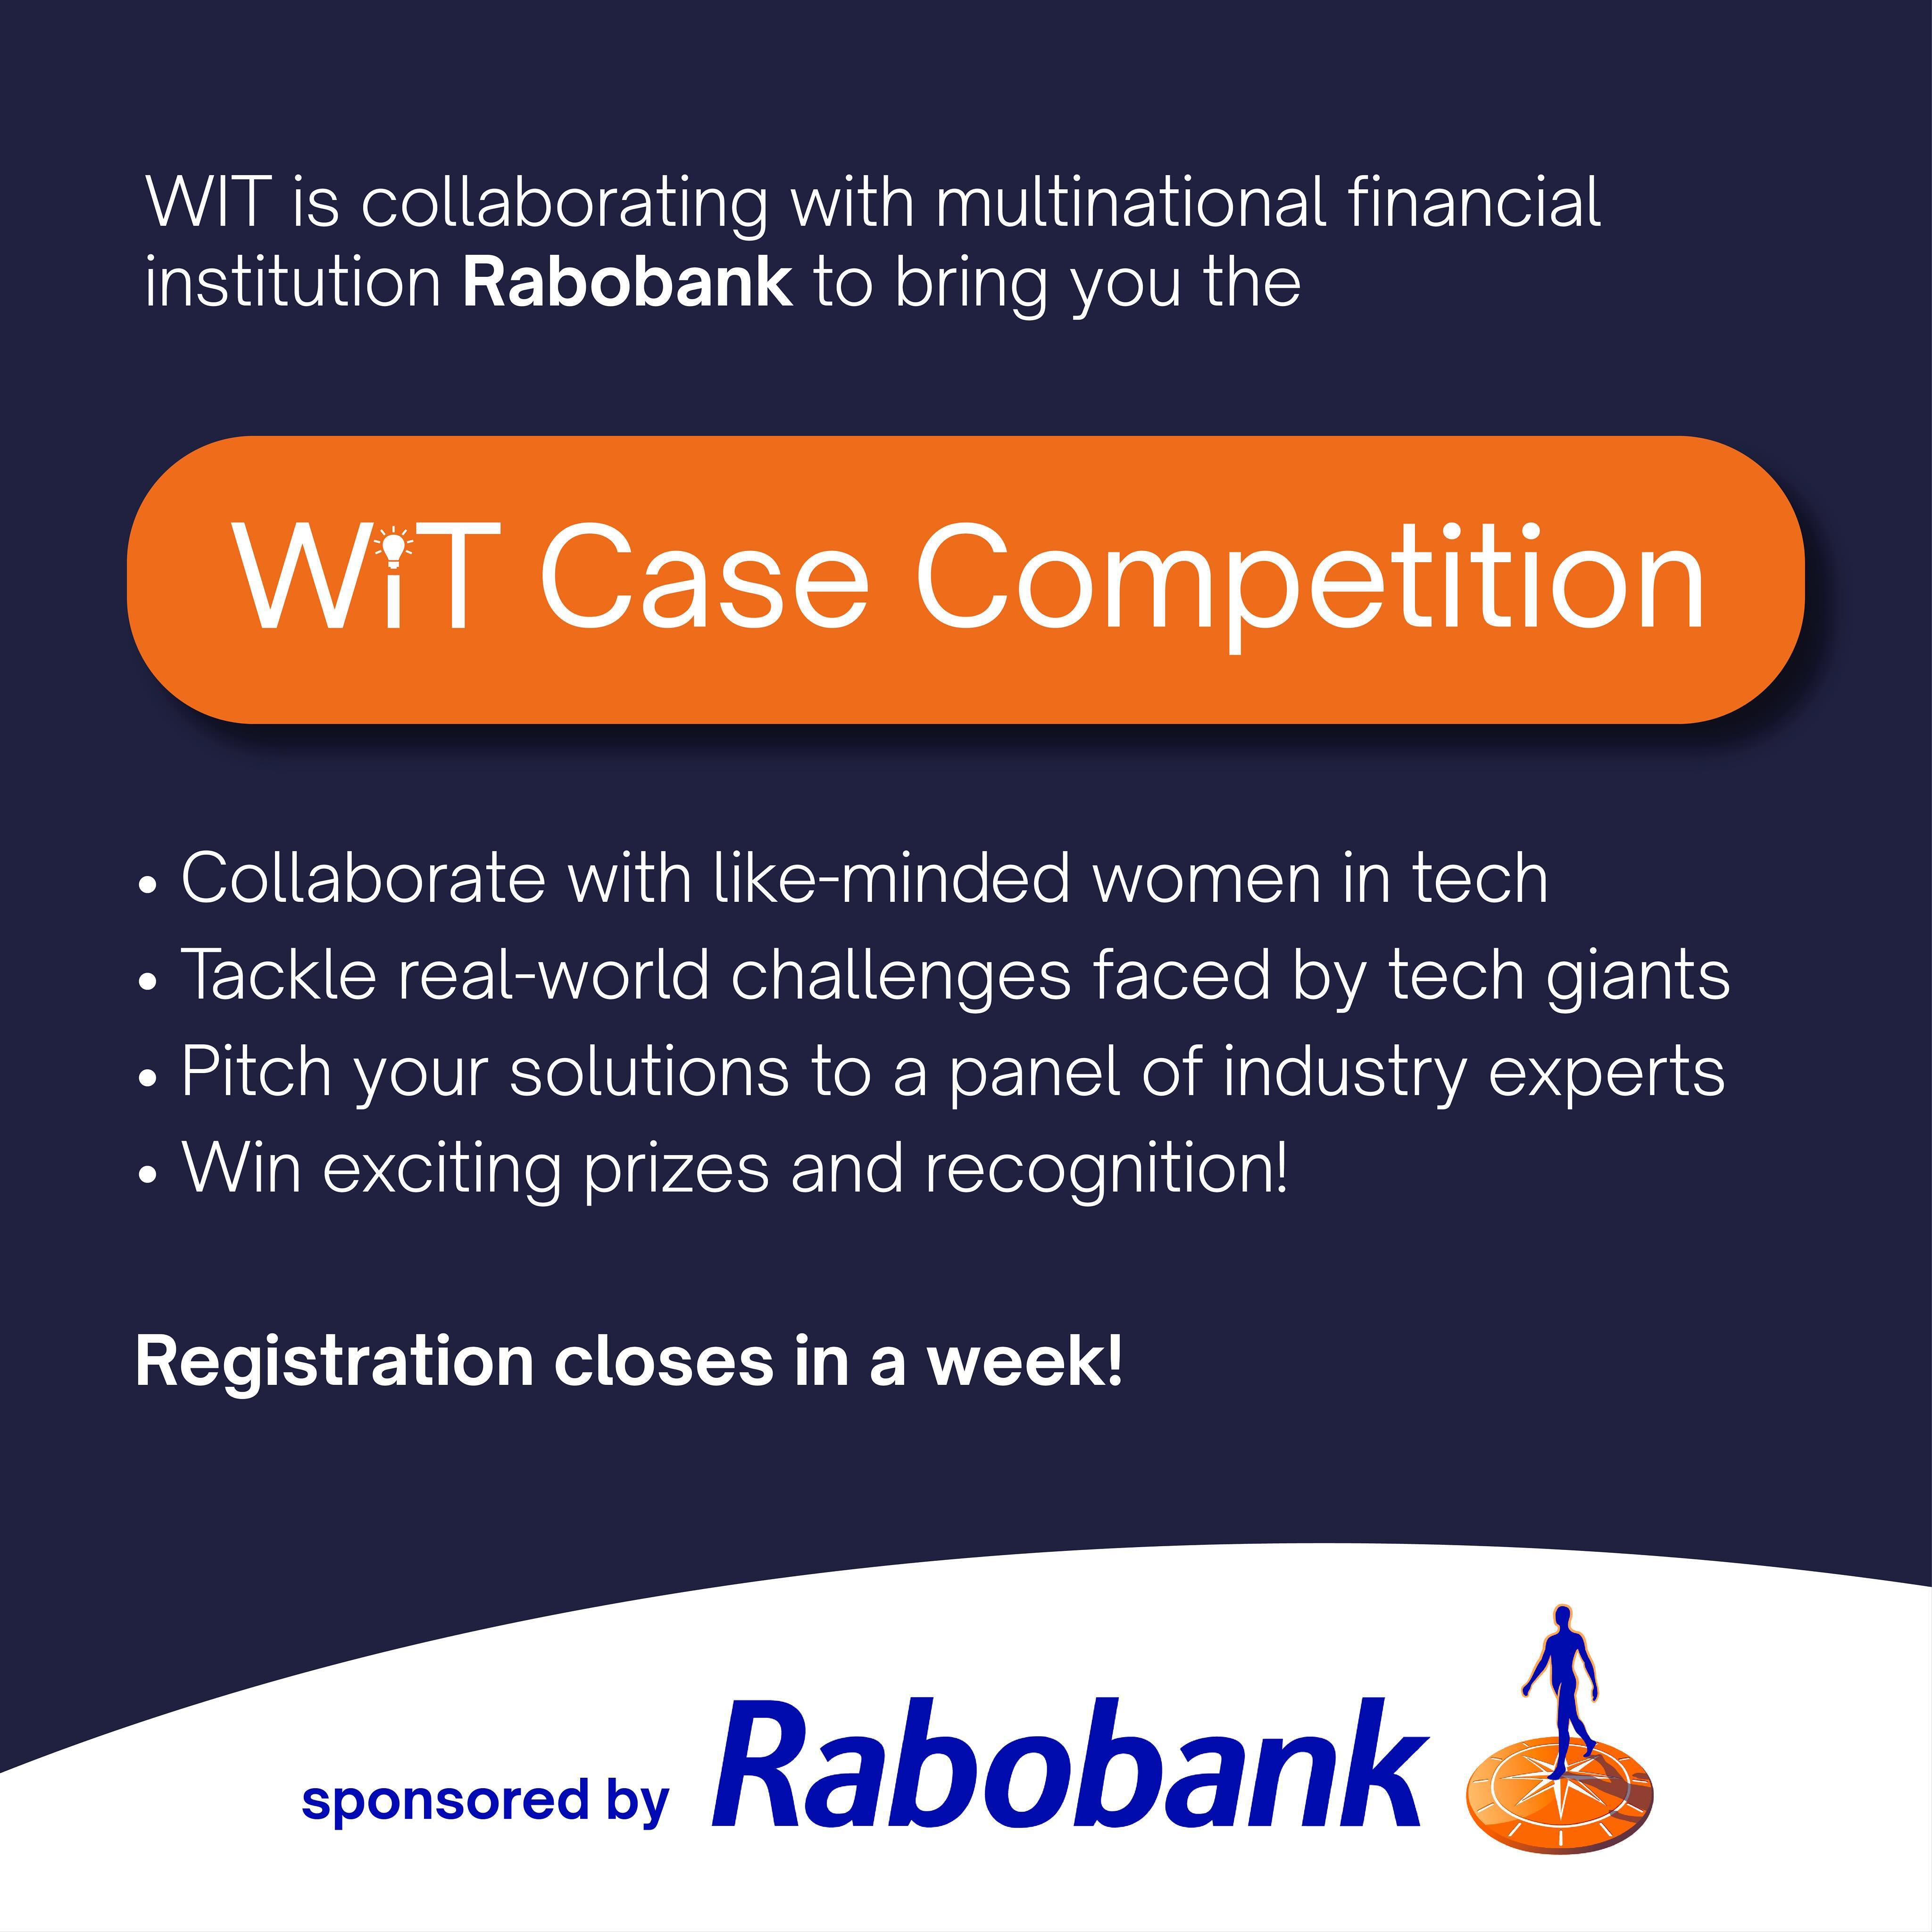 WIT is collaborating with multinational financial
institution Rabobank to bring you the
WiT Case Competition
• Collaborate with like-minded women in tech
• Tackle real-world challenges faced by tech giants
• Pitch your solutions to a panel of industry experts
• Win exciting prizes and recognition!
Registration closes in a week!
sponsored by Rabobank